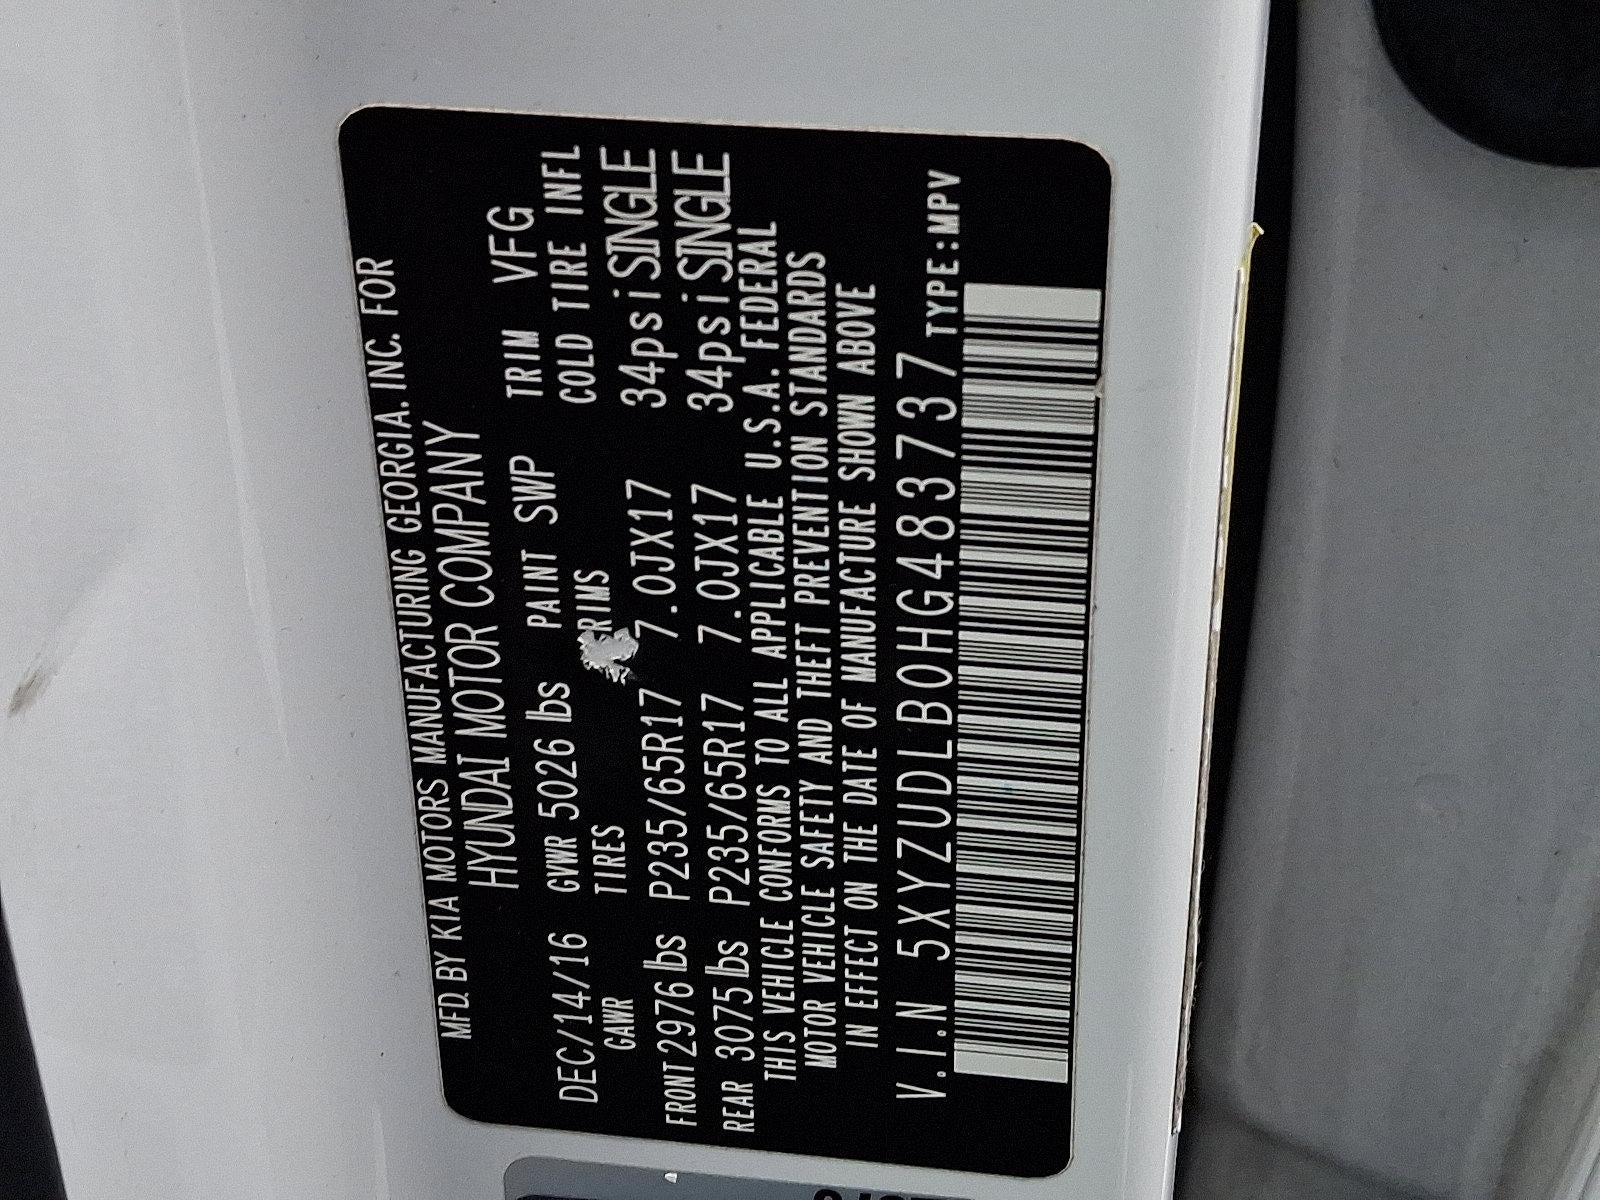 MFD. BY KIA MOTORS MANUFACTURING GEORGIA. INC. FOR
HYUNDAI MOTOR COMPANY
DEC/14/16 GVWR 5026 lbs PAINT SWP TRIM VFG
GAWR TIRES RIMS COLD TIRE INFL
FRONT 2976 lbs P235/65R17 7.0JX17 34psi SINGLE
REAR 3075 lbs P235/65R17 7.0JX17 34psi SINGLE
THIS VEHICLE CONFORMS TO ALL APPLICABLE U.S.A. FEDERAL
MOTOR VEHICLE SAFETY AND THEFT PREVENTION STANDARDS
IN EFFECT ON THE DATE OF MANUFACTURE SHOWN ABOVE
V.I.N 5XYZUDLB0HG483737 TYPE:MPV